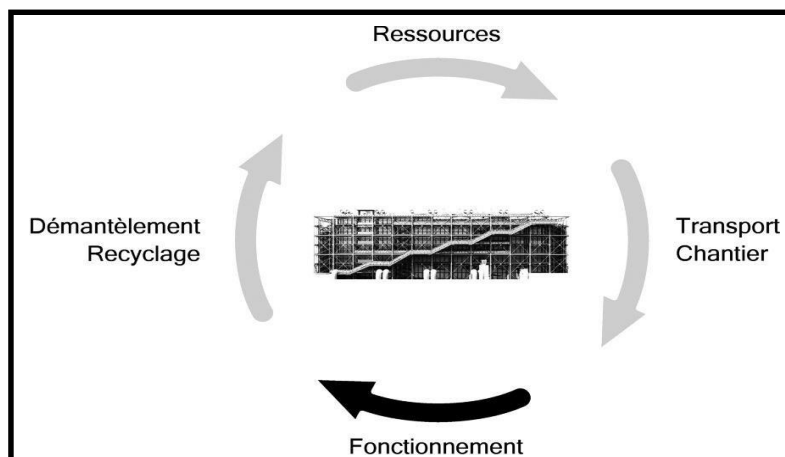 Ressources
Transport
Chantier
Fonctionnement
Démantèlement
Recyclage